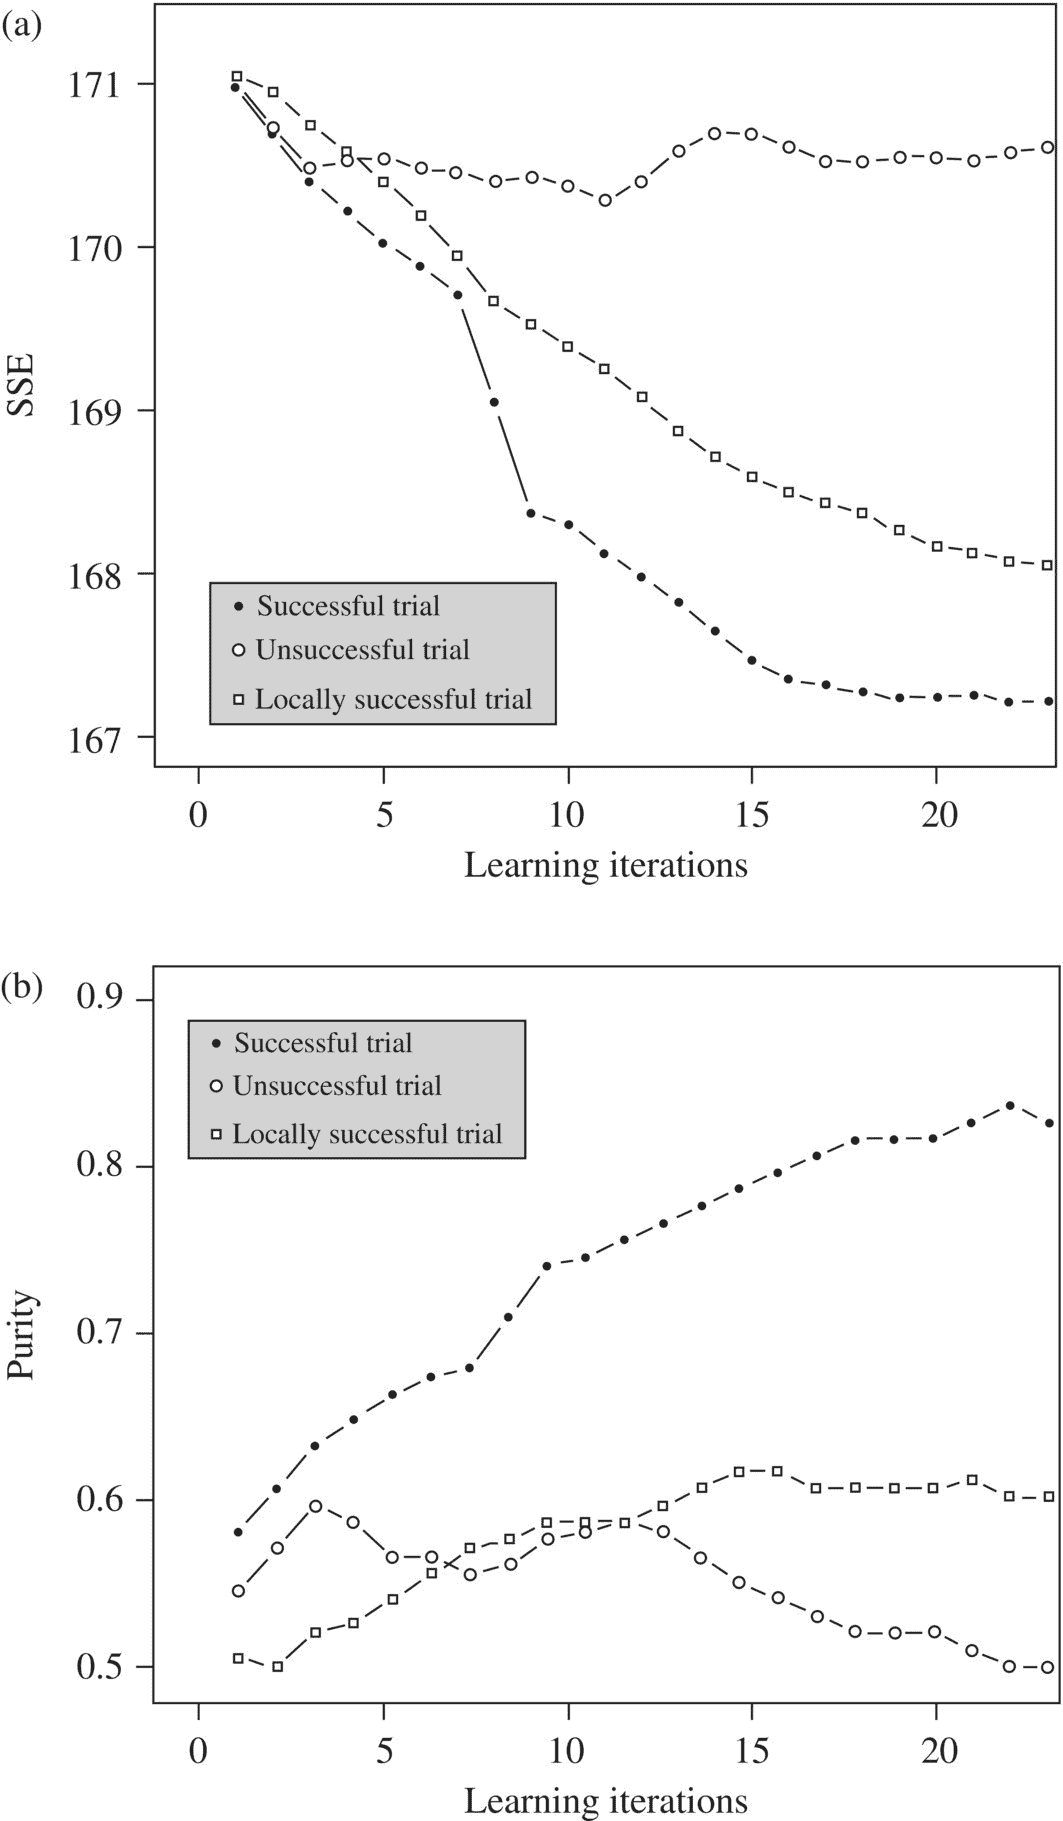 (a)
171
170
169
168
167
SSE
Successful trial
Unsuccessful trial
Locally successful trial
0 5 10 15 20
Learning iterations
(b)
0.9
0.8
0.7
0.6
0.5
Purity
Successful trial
Unsuccessful trial
Locally successful trial
0 5 10 15 20
Learning iterations